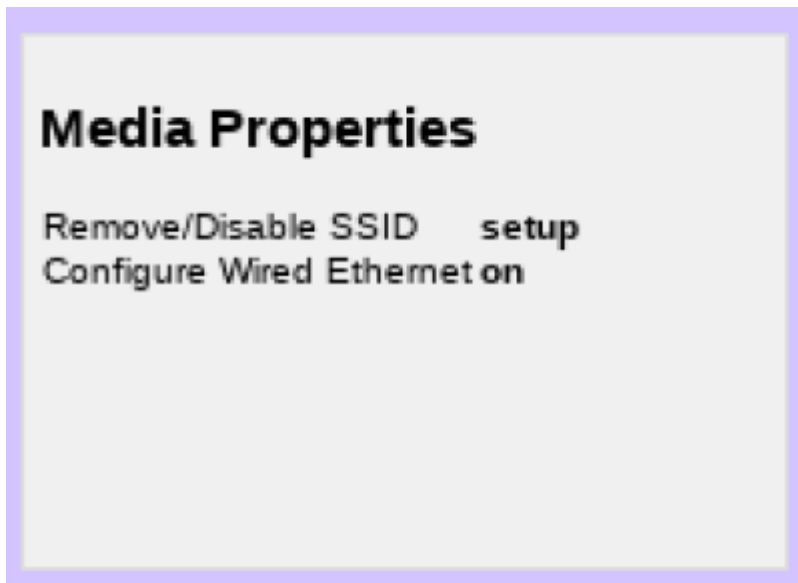 Media Properties
Remove/Disable SSID setup
Configure Wired Ethernet on